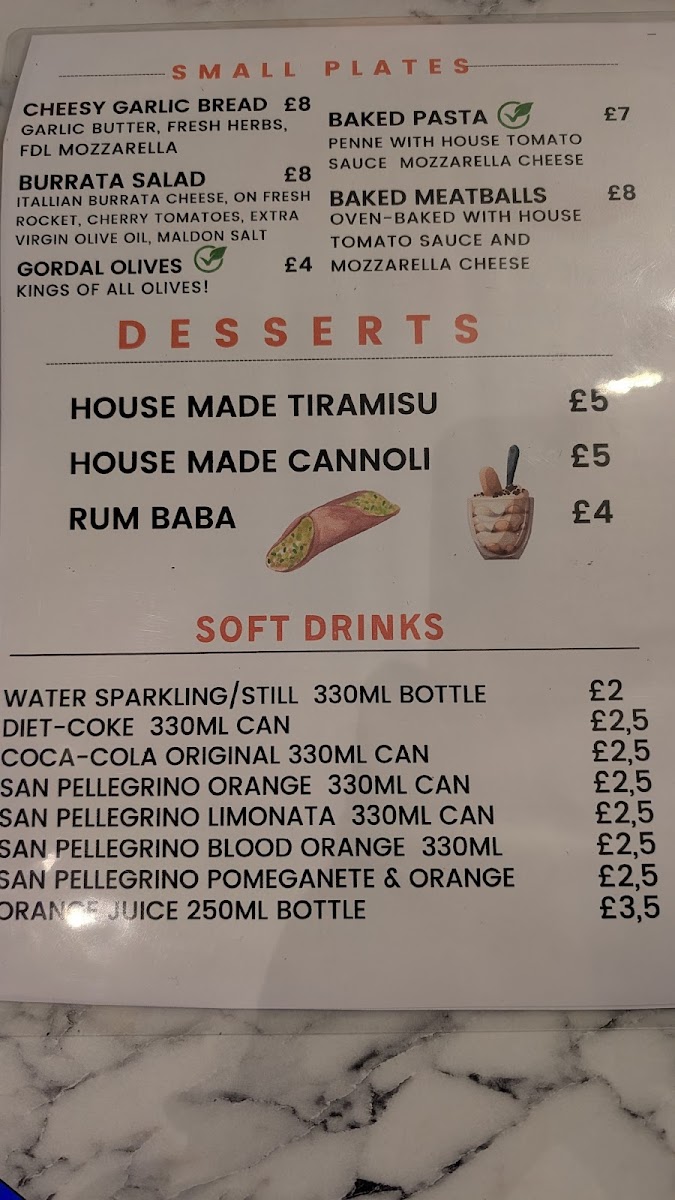 SMALL PLATES
CHEESY GARLIC BREAD £8
GARLIC BUTTER, FRESH HERBS,
FDL MOZZARELLA
BURRATA SALAD £8
ITALLIAN BURRATA CHEESE, ON FRESH
ROCKET, CHERRY TOMATOES, EXTRA
VIRGIN OLIVE OIL, MALDON SALT
GORDAL OLIVES £4
KINGS OF ALL OLIVES!
BAKED PASTA £7
PENNE WITH HOUSE TOMATO
SAUCE MOZZARELLA CHEESE
BAKED MEATBALLS £8
OVEN-BAKED WITH HOUSE
TOMATO SAUCE AND
MOZZARELLA CHEESE
DESSERTS
HOUSE MADE TIRAMISU £5
HOUSE MADE CANNOLI £5
RUM BABA £4
SOFT DRINKS
WATER SPARKLING/STILL 330ML BOTTLE £2
DIET-COKE 330ML CAN £2,5
COCA-COLA ORIGINAL 330ML CAN £2,5
SAN PELLEGRINO ORANGE 330ML CAN £2,5
SAN PELLEGRINO LIMONATA 330ML CAN £2,5
SAN PELLEGRINO BLOOD ORANGE 330ML £2,5
SAN PELLEGRINO POMEGANETE & ORANGE £2,5
ORANGE JUICE 250ML BOTTLE £3,5